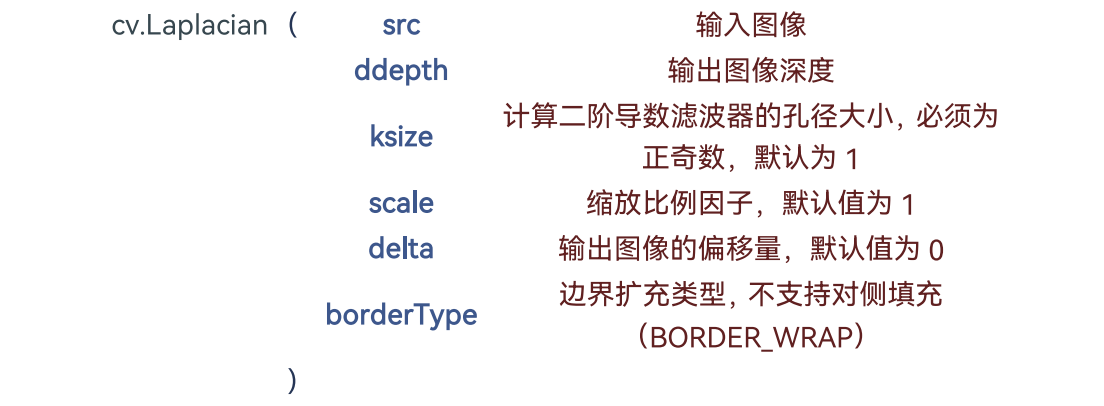 cv.Laplacian ( src 输入图像
ddepth 输出图像深度
ksize 计算二阶导数滤波器的孔径大小, 必须为
正奇数，默认为 1
scale 缩放比例因子，默认值为 1
delta 输出图像的偏移量，默认值为 0
borderType 边界扩充类型, 不支持对侧填充
（BORDER_WRAP）
)